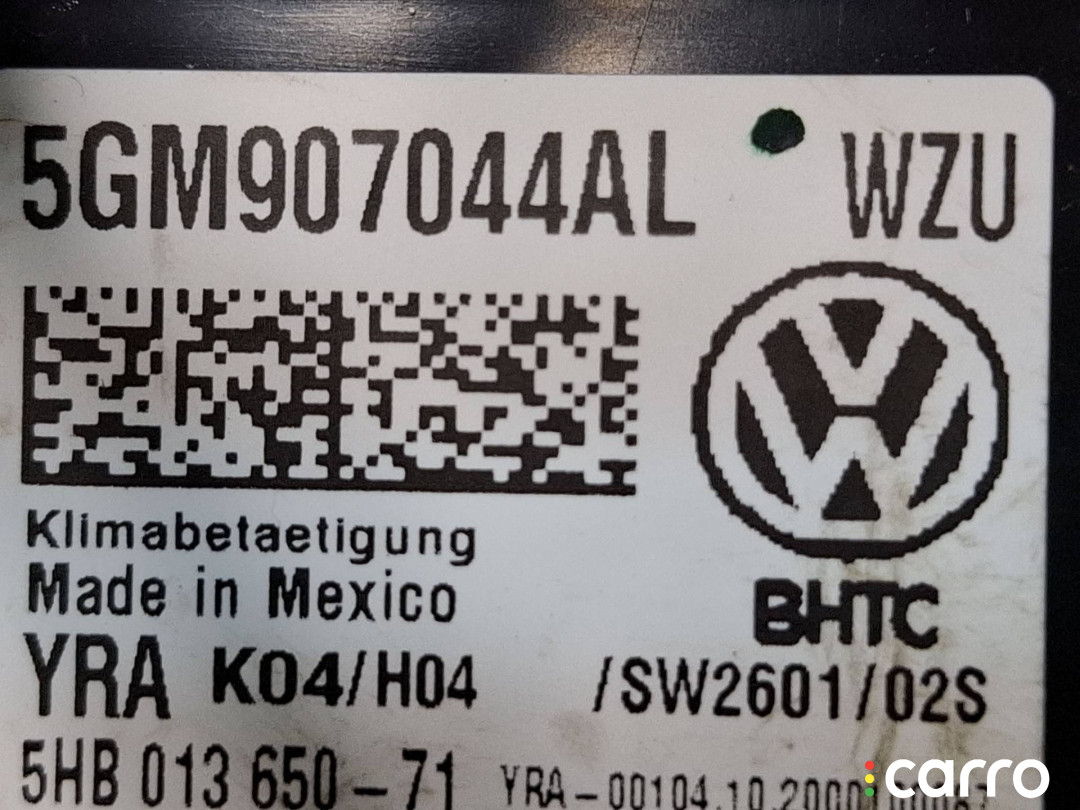 5GM907044AL WZU
Klimabetaetigung
Made in Mexico
BHTC
YRA K04/H04 /SW2601/02S
5HB 013 650-71
carro